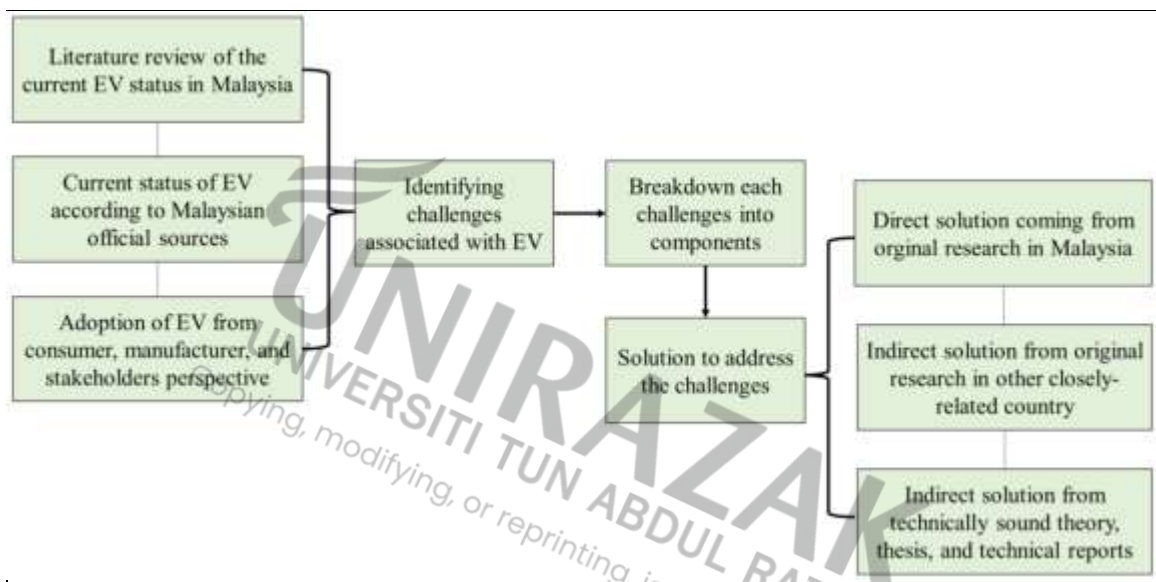 Literature review of the
current EV status in Malaysia
Current status of EV
according to Malaysian
official sources
Adoption of EV from
consumer, manufacturer, and
stakeholders perspective
Identifying
challenges
associated with EV
Breakdown each
challenges into
components
Solution to address
the challenges
Direct solution coming from
orginal research in Malaysia
Indirect solution from original
research in other closely-
related country
Indirect solution from
technically sound theory,
thesis, and technical reports
UNIRAZAK
UNIVERSITI TUN ABDUL
Copying, modifying, or reprinting